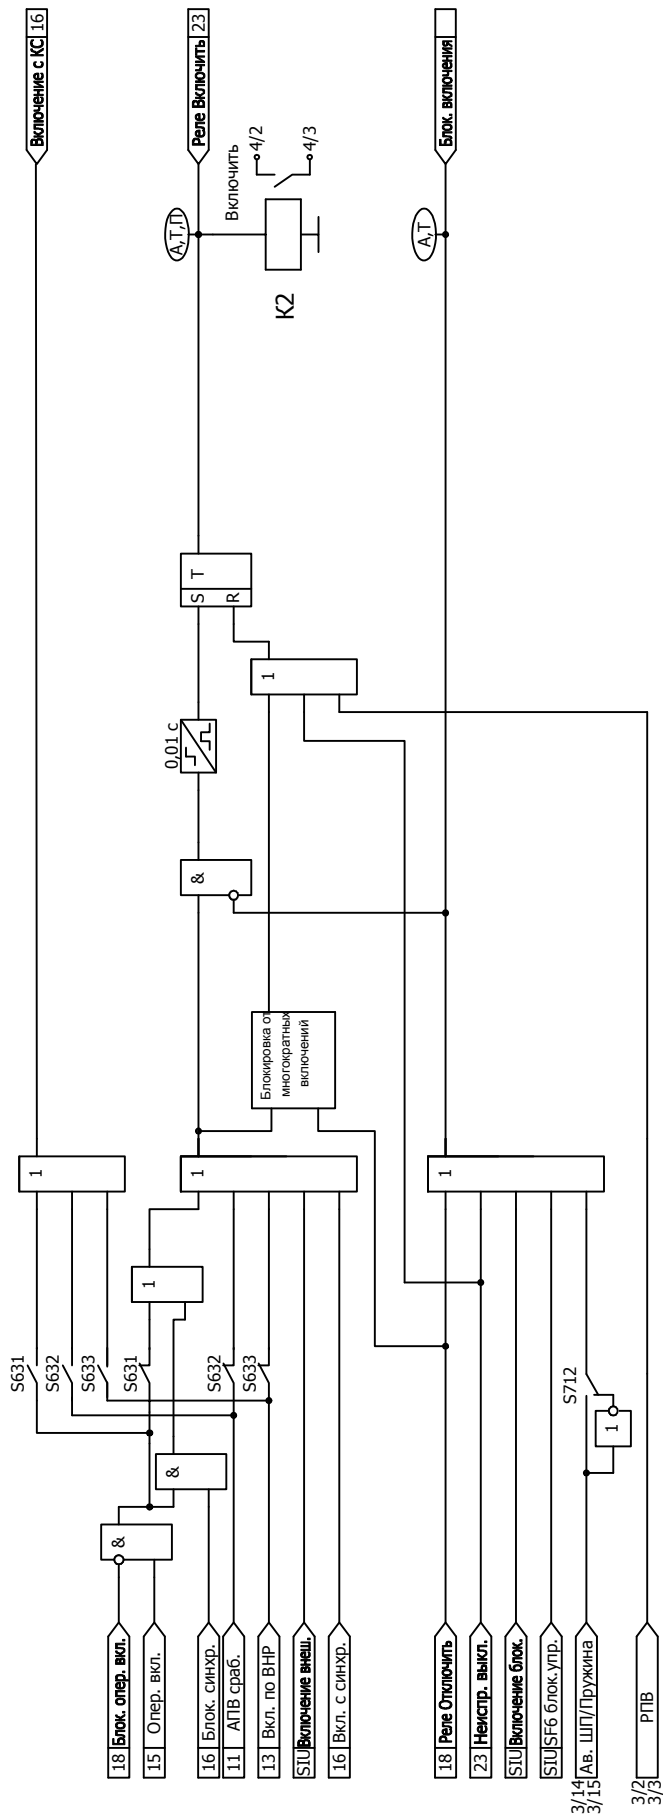 Включение с КС 16
Реле Включить 23
Блок. включения
А,Т,П
Включить
4/2
4/3
К2
А,Т
S T
R
1
0,01 с
&
Блокировка от
многократных
включений
1
1
1
1
S631
S632
S633
S631
S632
S633
S712
1
&
&
18 Блок. опер. вкл.
15 Опер. вкл.
16 Блок. синхр.
11 АПВ сраб.
13 Вкл. по ВНР
SIU Включение внеш.
16 Вкл. с синхр.
18 Реле Отключить
23 Неиспр. выкл.
SIU Включение блок.
SIU SF6 блок.упр.
3/14
3/15
Ав. ШП/Пружина
3/2
3/3
РПВ